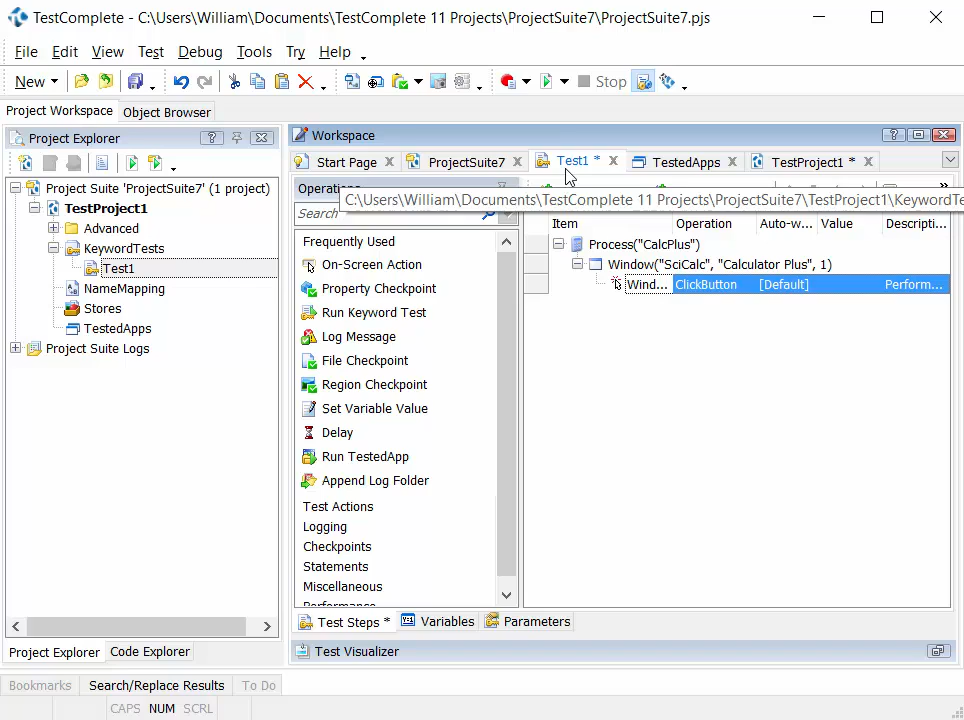 TestComplete - C:\Users\William\Documents\TestComplete 11 Projects\ProjectSuite7\ProjectSuite7.pjs
File Edit View Test Debug Tools Try Help
New Stop
Project Workspace Object Browser
Project Explorer
Project Suite 'ProjectSuite7' (1 project)
TestProject1
Advanced
KeywordTests
Test1
NameMapping
Stores
TestedApps
Project Suite Logs
Project Explorer Code Explorer
Workspace
Start Page ProjectSuite7 Test1 * TestedApps TestProject1 *
C:\Users\William\Documents\TestComplete 11 Projects\ProjectSuite7\TestProject1\KeywordTe
Search
Frequently Used
On-Screen Action
Property Checkpoint
Run Keyword Test
Log Message
File Checkpoint
Region Checkpoint
Set Variable Value
Delay
Run TestedApp
Append Log Folder
Test Actions
Logging
Checkpoints
Statements
Miscellaneous
Item Operation Auto-w... Value Descripti...
Process("CalcPlus")
Window("SciCalc", "Calculator Plus", 1)
Wind... ClickButton [Default] Perform...
Test Steps * Variables Parameters
Test Visualizer
Bookmarks Search/Replace Results To Do
CAPS NUM SCRL